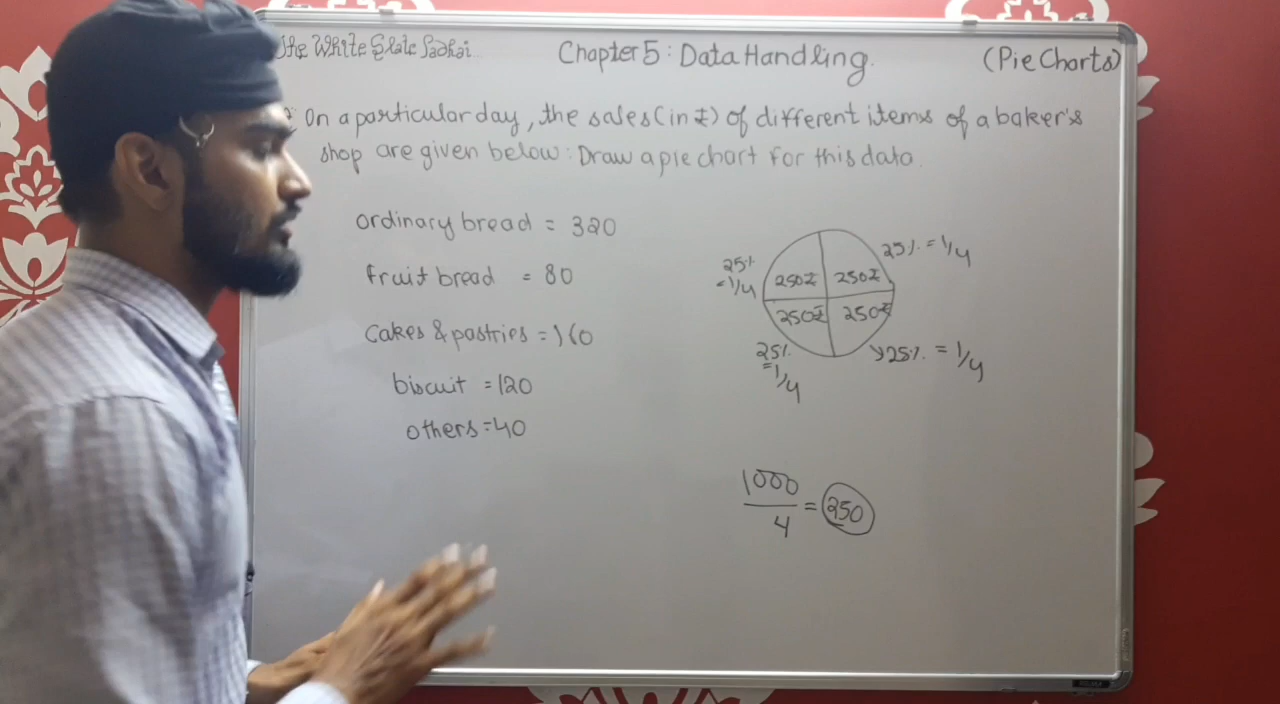 The White Slate Padhai...
Chapter 5: Data Handling.
(Pie Charts)
On a particular day, the sales (in ₹) of different items of a baker's
shop are given below: Draw a pie chart for this data.
ordinary bread = 320
fruit bread = 80
cakes & pastries = 160
biscuit = 120
others = 40
25% = 1/4
25%
= 1/4
250₹ 250₹
250₹ 250₹
25%
= 1/4
25% = 1/4
1000
4
= 250